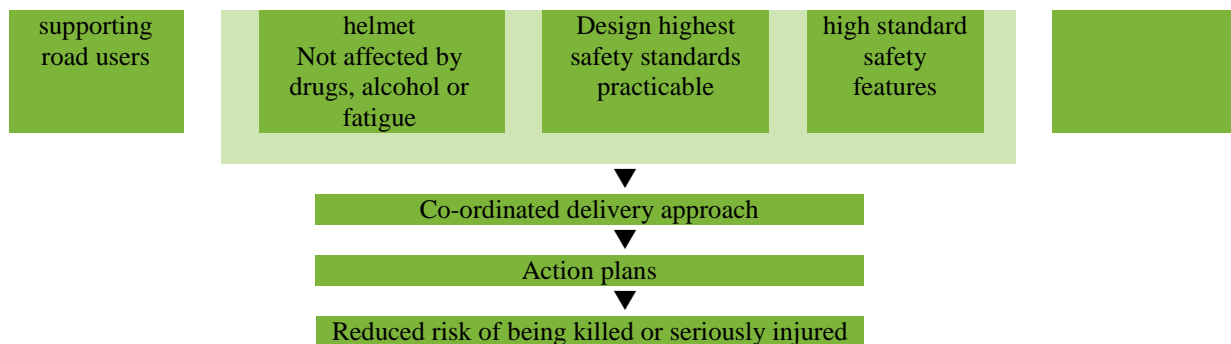 supporting
road users
helmet
Not affected by
drugs, alcohol or
fatigue
Design highest
safety standards
practicable
high standard
safety
features
Co-ordinated delivery approach
Action plans
Reduced risk of being killed or seriously injured